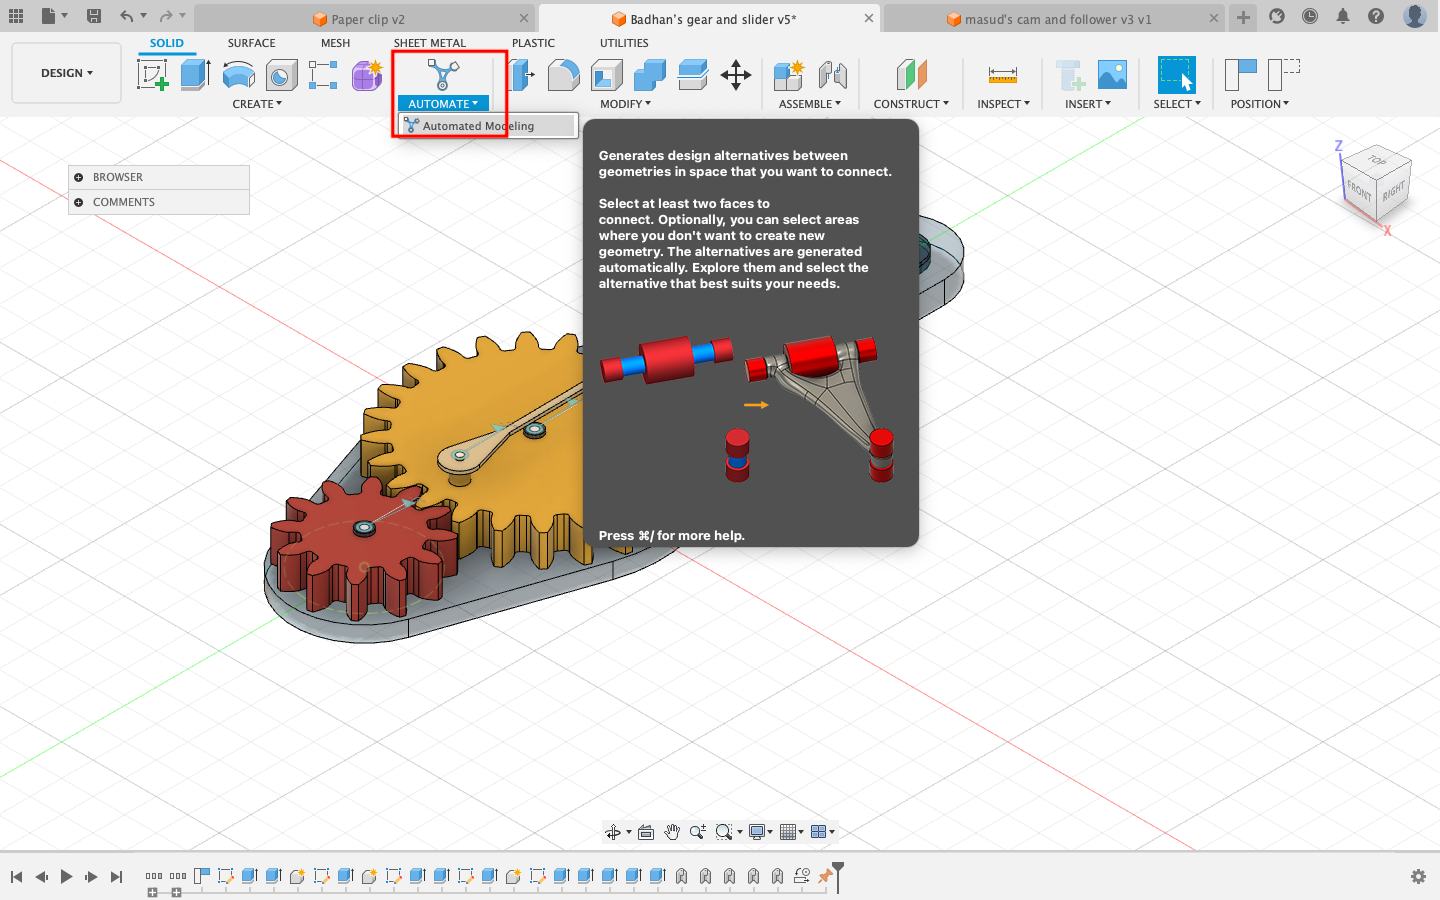 Paper clip v2
Badhan's gear and slider v5*
masud's cam and follower v3 v1
SOLID
SURFACE
MESH
SHEET METAL
PLASTIC
UTILITIES
DESIGN
CREATE
AUTOMATE
MODIFY
ASSEMBLE
CONSTRUCT
INSPECT
INSERT
SELECT
POSITION
Automated Modeling
BROWSER
COMMENTS
Generates design alternatives between
geometries in space that you want to connect.
Select at least two faces to
connect. Optionally, you can select areas
where you don't want to create new
geometry. The alternatives are generated
automatically. Explore them and select the
alternative that best suits your needs.
Press ⌘/ for more help.
Z
TOP
FRONT
RIGHT
X